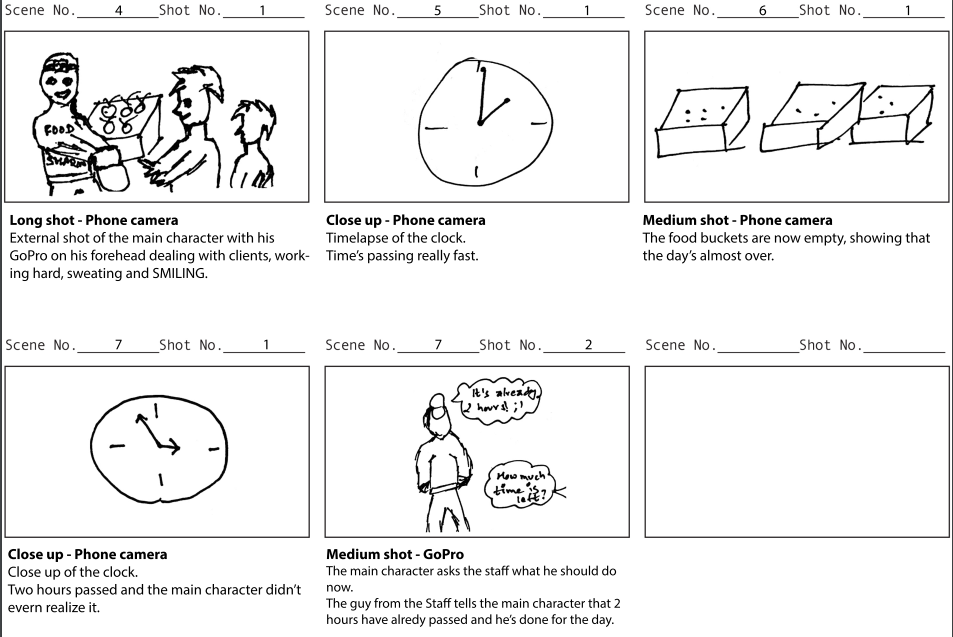 Scene No. 4 Shot No. 1
Scene No. 5 Shot No. 1
Scene No. 6 Shot No. 1
FOOD
SHARING
Long shot - Phone camera
External shot of the main character with his
GoPro on his forehead dealing with clients, work-
ing hard, sweating and SMILING.
Close up - Phone camera
Timelapse of the clock.
Time's passing really fast.
Medium shot - Phone camera
The food buckets are now empty, showing that
the day's almost over.
Scene No. 7 Shot No. 1
Scene No. 7 Shot No. 2
Scene No. Shot No.
It's already
2 hours! ;'
How much
time is
left?
Close up - Phone camera
Close up of the clock.
Two hours passed and the main character didn't
evern realize it.
Medium shot - GoPro
The main character asks the staff what he should do
now.
The guy from the Staff tells the main character that 2
hours have alredy passed and he's done for the day.